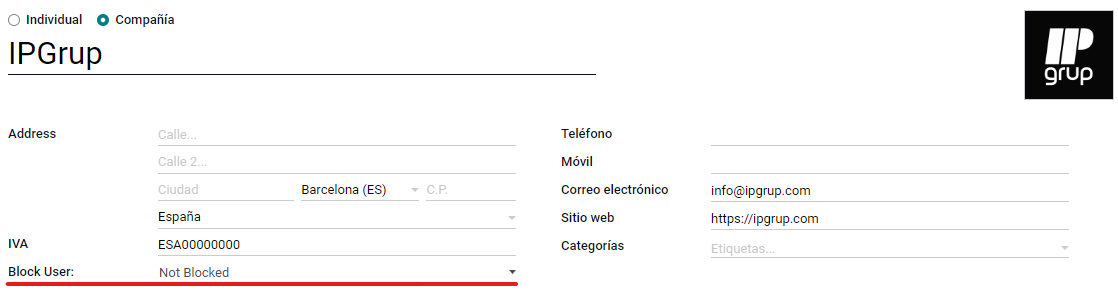 Individual Compañía
IPGrup
IP
grup
Address
Calle...
Calle 2...
Ciudad Barcelona (ES) C.P.
España
IVA ESA00000000
Block User: Not Blocked
Teléfono
Móvil
Correo electrónico info@ipgrup.com
Sitio web https://ipgrup.com
Categorías Etiquetas...